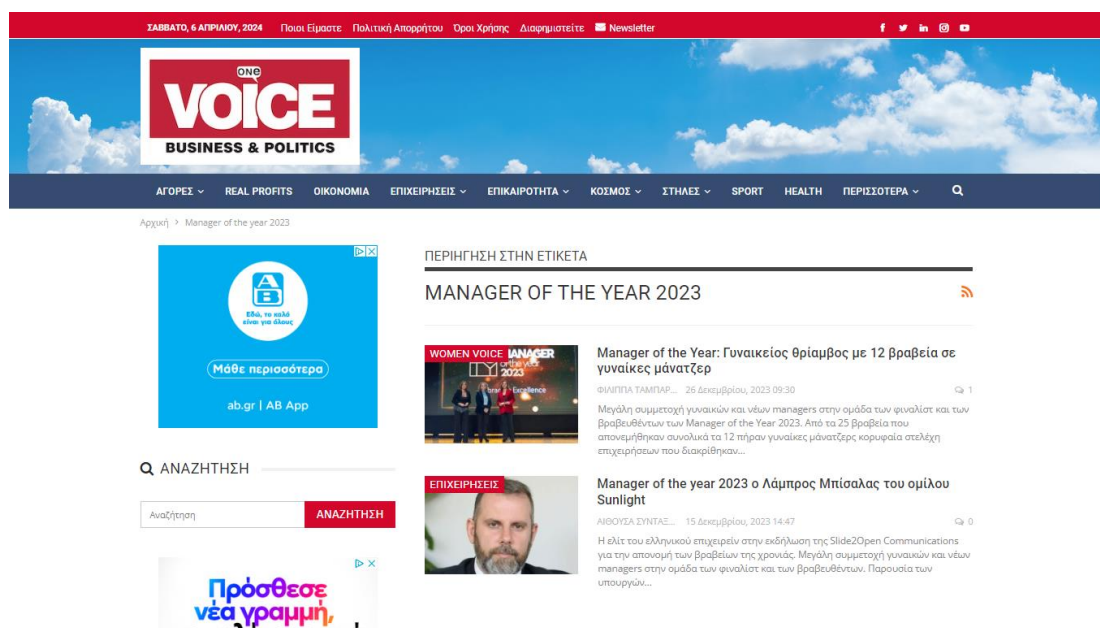 ΣΑΒΒΑΤΟ, 6 ΑΠΡΙΛΙΟΥ, 2024 Ποιοι Είμαστε Πολιτική Απορρήτου Όροι Χρήσης Διαφημιστείτε Newsletter
ONE
VOICE
BUSINESS & POLITICS
ΑΓΟΡΕΣ REAL PROFITS ΟΙΚΟΝΟΜΙΑ ΕΠΙΧΕΙΡΗΣΕΙΣ ΕΠΙΚΑΙΡΟΤΗΤΑ ΚΟΣΜΟΣ ΣΤΗΛΕΣ SPORT HEALTH ΠΕΡΙΣΣΟΤΕΡΑ
Αρχική > Manager of the year 2023
AB
Εδώ, το καλό
είναι για όλους
Μάθε περισσότερα
ab.gr | AB App
ΑΝΑΖΗΤΗΣΗ
Αναζήτηση ΑΝΑΖΗΤΗΣΗ
Πρόσθεσε
νέα γραμμή,
ΠΕΡΙΗΓΗΣΗ ΣΤΗΝ ΕΤΙΚΕΤΑ
MANAGER OF THE YEAR 2023
WOMEN VOICE
MANAGER
of the year
2023
Excellence
Manager of the Year: Γυναικείος θρίαμβος με 12 βραβεία σε
γυναίκες μάνατζερ
ΦΙΛΙΠΠΑ ΤΑΜΠΑΡ... 26 Δεκεμβρίου, 2023 09:30 1
Μεγάλη συμμετοχή γυναικών και νέων managers στην ομάδα των φιναλίστ και των
βραβευθέντων των Manager of the Year 2023. Από τα 25 βραβεία που
απονεμήθηκαν συνολικά τα 12 πήραν γυναίκες μάνατζερς κορυφαία στελέχη
επιχειρήσεων που διακρίθηκαν...
ΕΠΙΧΕΙΡΗΣΕΙΣ
Manager of the year 2023 ο Λάμπρος Μπίσαλας του ομίλου
Sunlight
ΑΙΘΟΥΣΑ ΣΥΝΤΑΞ... 15 Δεκεμβρίου, 2023 14:47 0
Η ελίτ του ελληνικού επιχειρείν στην εκδήλωση της Slide2Open Communications
για την απονομή των βραβείων της χρονιάς. Μεγάλη συμμετοχή γυναικών και νέων
managers στην ομάδα των φιναλίστ και των βραβευθέντων. Παρουσία των
υπουργών...